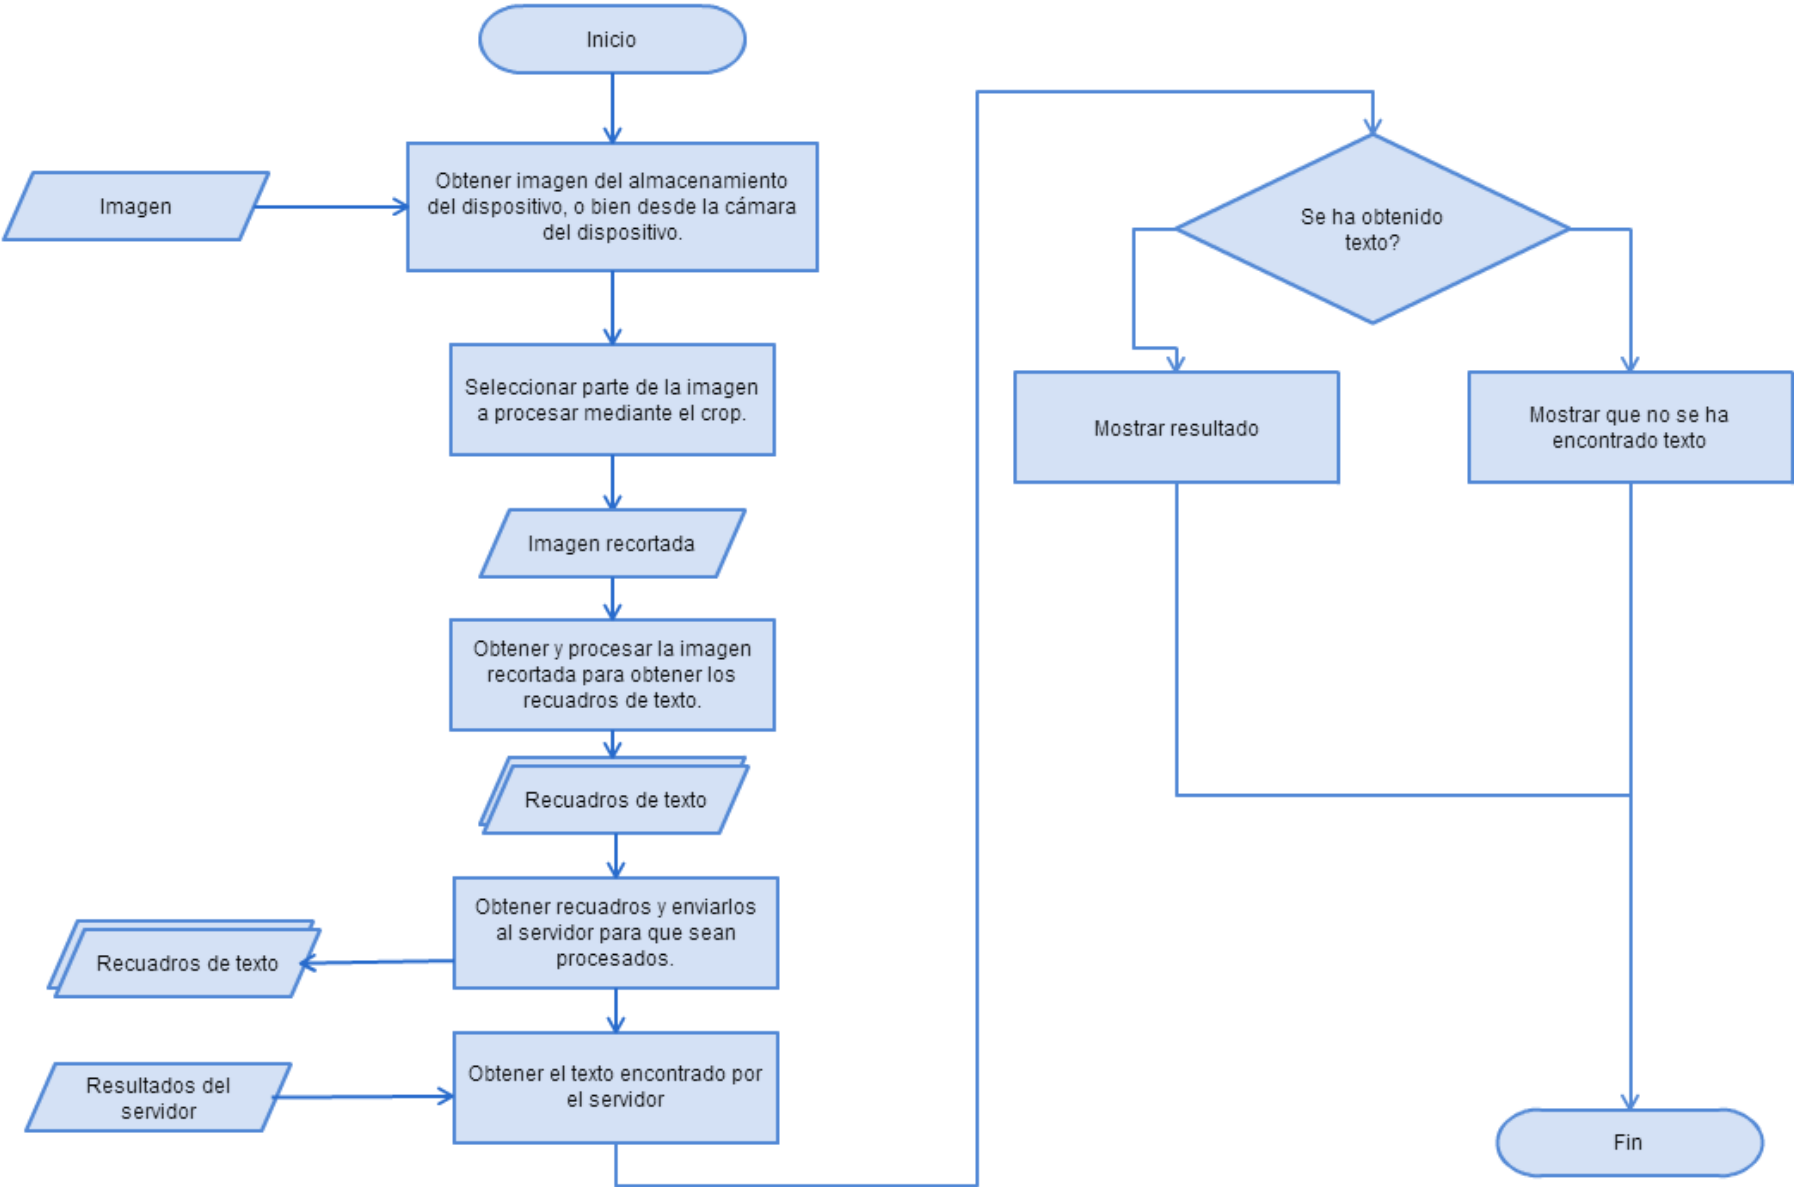 Inicio
Imagen
Obtener imagen del almacenamiento
del dispositivo, o bien desde la cámara
del dispositivo.
Seleccionar parte de la imagen
a procesar mediante el crop.
Imagen recortada
Obtener y procesar la imagen
recortada para obtener los
recuadros de texto.
Recuadros de texto
Obtener recuadros y enviarlos
al servidor para que sean
procesados.
Recuadros de texto
Resultados del
servidor
Obtener el texto encontrado por
el servidor
Se ha obtenido
texto?
Mostrar resultado
Mostrar que no se ha
encontrado texto
Fin